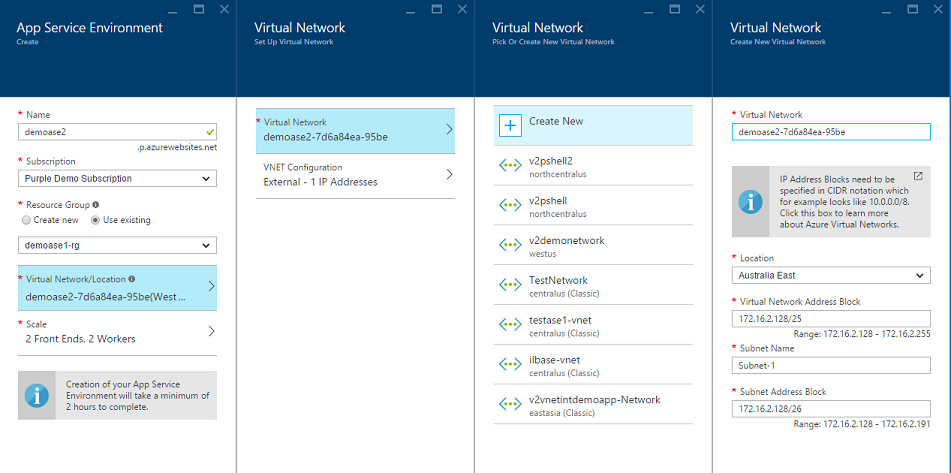 App Service Environment
Create
* Name
demoase2
.p.azurewebsites.net
* Subscription
Purple Demo Subscription
* Resource Group
Create new
Use existing
demoase1-rg
* Virtual Network/Location
demoase2-7d6a84ea-95be(West ...
* Scale
2 Front Ends, 2 Workers
Creation of your App Service
Environment will take a minimum of
2 hours to complete.
Virtual Network
Set Up Virtual Network
* Virtual Network
demoase2-7d6a84ea-95be
VNET Configuration
External - 1 IP Addresses
Virtual Network
Pick Or Create New Virtual Network
Create New
v2pshell2
northcentralus
v2pshell
northcentralus
v2demonetwork
westus
TestNetwork
centralus (Classic)
testase1-vnet
centralus (Classic)
ilbase-vnet
centralus (Classic)
v2vnetintdemoapp-Network
eastasia (Classic)
Virtual Network
Create New Virtual Network
* Virtual Network
demoase2-7d6a84ea-95be
IP Address Blocks need to be
specified in CIDR notation which
for example looks like 10.0.0.0/8.
Click this box to learn more
about Azure Virtual Networks.
* Location
Australia East
* Virtual Network Address Block
172.16.2.128/25
Range: 172.16.2.128 - 172.16.2.255
* Subnet Name
Subnet-1
* Subnet Address Block
172.16.2.128/26
Range: 172.16.2.128 - 172.16.2.191